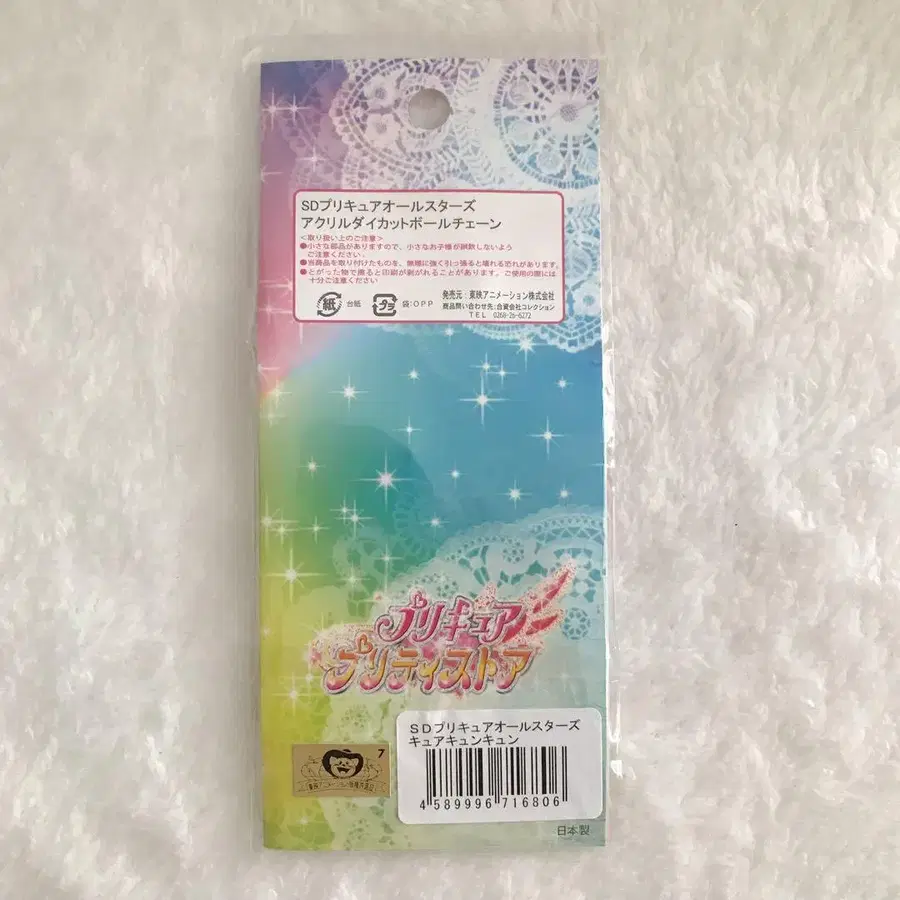 SDプリキュアオールスターズ
アクリルダイカットボールチェーン
<取り扱い上のご注意>
●小さな部品がありますので、小さなお子様が誤飲しないよう
ご注意ください。
●当商品を取り付けたものを、無理に強く引っ張ると壊れる恐れがあります。
●とがった物で擦ると印刷が剥がれることがあります。ご使用の際には
十分ご注意ください
紙 台紙 プラ 袋:OPP
発売元:東映アニメーション株式会社
商品問い合わせ先:合資会社コレクション
TEL 0268-26-6272
プリキュア
プリティストア
SDプリキュアオールスターズ
キュアキュンキュン
4 589996 716806
7
日本製